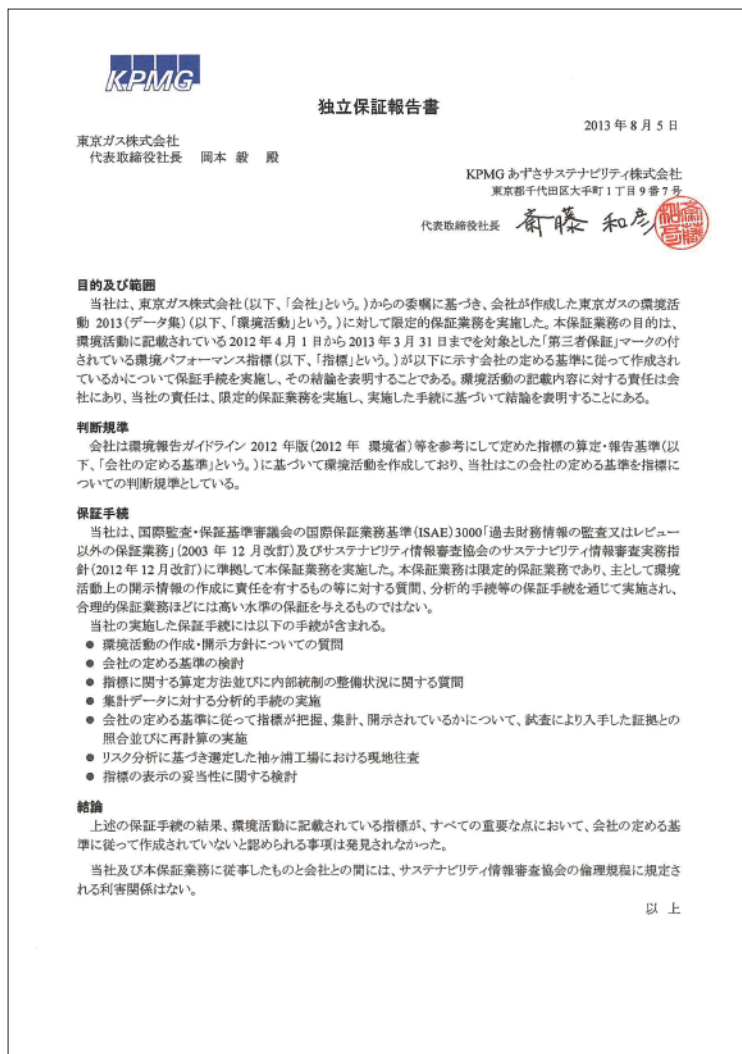 KPMG
独立保証報告書
2013年8月5日
東京ガス株式会社
代表取締役社長 岡本 毅 殿
KPMG あずさサステナビリティ株式会社
東京都千代田区大手町1丁目9番7号
代表取締役社長 斎藤 和彦
目的及び範囲
当社は、東京ガス株式会社(以下、「会社」という。)からの委嘱に基づき、会社が作成した東京ガスの環境活
動 2013(データ集)(以下、「環境活動」という。)に対して限定的保証業務を実施した。本保証業務の目的は、
環境活動に記載されている 2012年4月1日から 2013年3月31日までを対象とした「第三者保証」マークの付
されている環境パフォーマンス指標(以下、「指標」という。)が以下に示す会社の定める基準に従って作成され
ているかについて保証手続を実施し、その結論を表明することである。環境活動の記載内容に対する責任は会
社にあり、当社の責任は、限定的保証業務を実施し、実施した手続に基づいて結論を表明することにある。
判断規準
会社は環境報告ガイドライン 2012年版(2012年 環境省)等を参考にして定めた指標の算定・報告基準(以
下、「会社の定める基準」という。)に基づいて環境活動を作成しており、当社はこの会社の定める基準を指標に
ついての判断規準としている。
保証手続
当社は、国際監査・保証基準審議会の国際保証業務基準(ISAE)3000「過去財務情報の監査又はレビュー
以外の保証業務」(2003年12月改訂)及びサステナビリティ情報審査協会のサステナビリティ情報審査実務指
針(2012年12月改訂)に準拠して本保証業務を実施した。本保証業務は限定的保証業務であり、主として環境
活動上の開示情報の作成に責任を有するもの等に対する質問、分析的手続等の保証手続を通じて実施され、
合理的保証業務ほどには高い水準の保証を与えるものではない。
当社の実施した保証手続には以下の手続が含まれる。
● 環境活動の作成・開示方針についての質問
● 会社の定める基準の検討
● 指標に関する算定方法並びに内部統制の整備状況に関する質問
● 集計データに対する分析的手続の実施
● 会社の定める基準に従って指標が把握、集計、開示されているかについて、試査により入手した証拠との
照合並びに再計算の実施
● リスク分析に基づき選定した袖ヶ浦工場における現地往査
● 指標の表示の妥当性に関する検討
結論
上述の保証手続の結果、環境活動に記載されている指標が、すべての重要な点において、会社の定める基
準に従って作成されていないと認められる事項は発見されなかった。
当社及び本保証業務に従事したものと会社との間には、サステナビリティ情報審査協会の倫理規程に規定さ
れる利害関係はない。
以 上